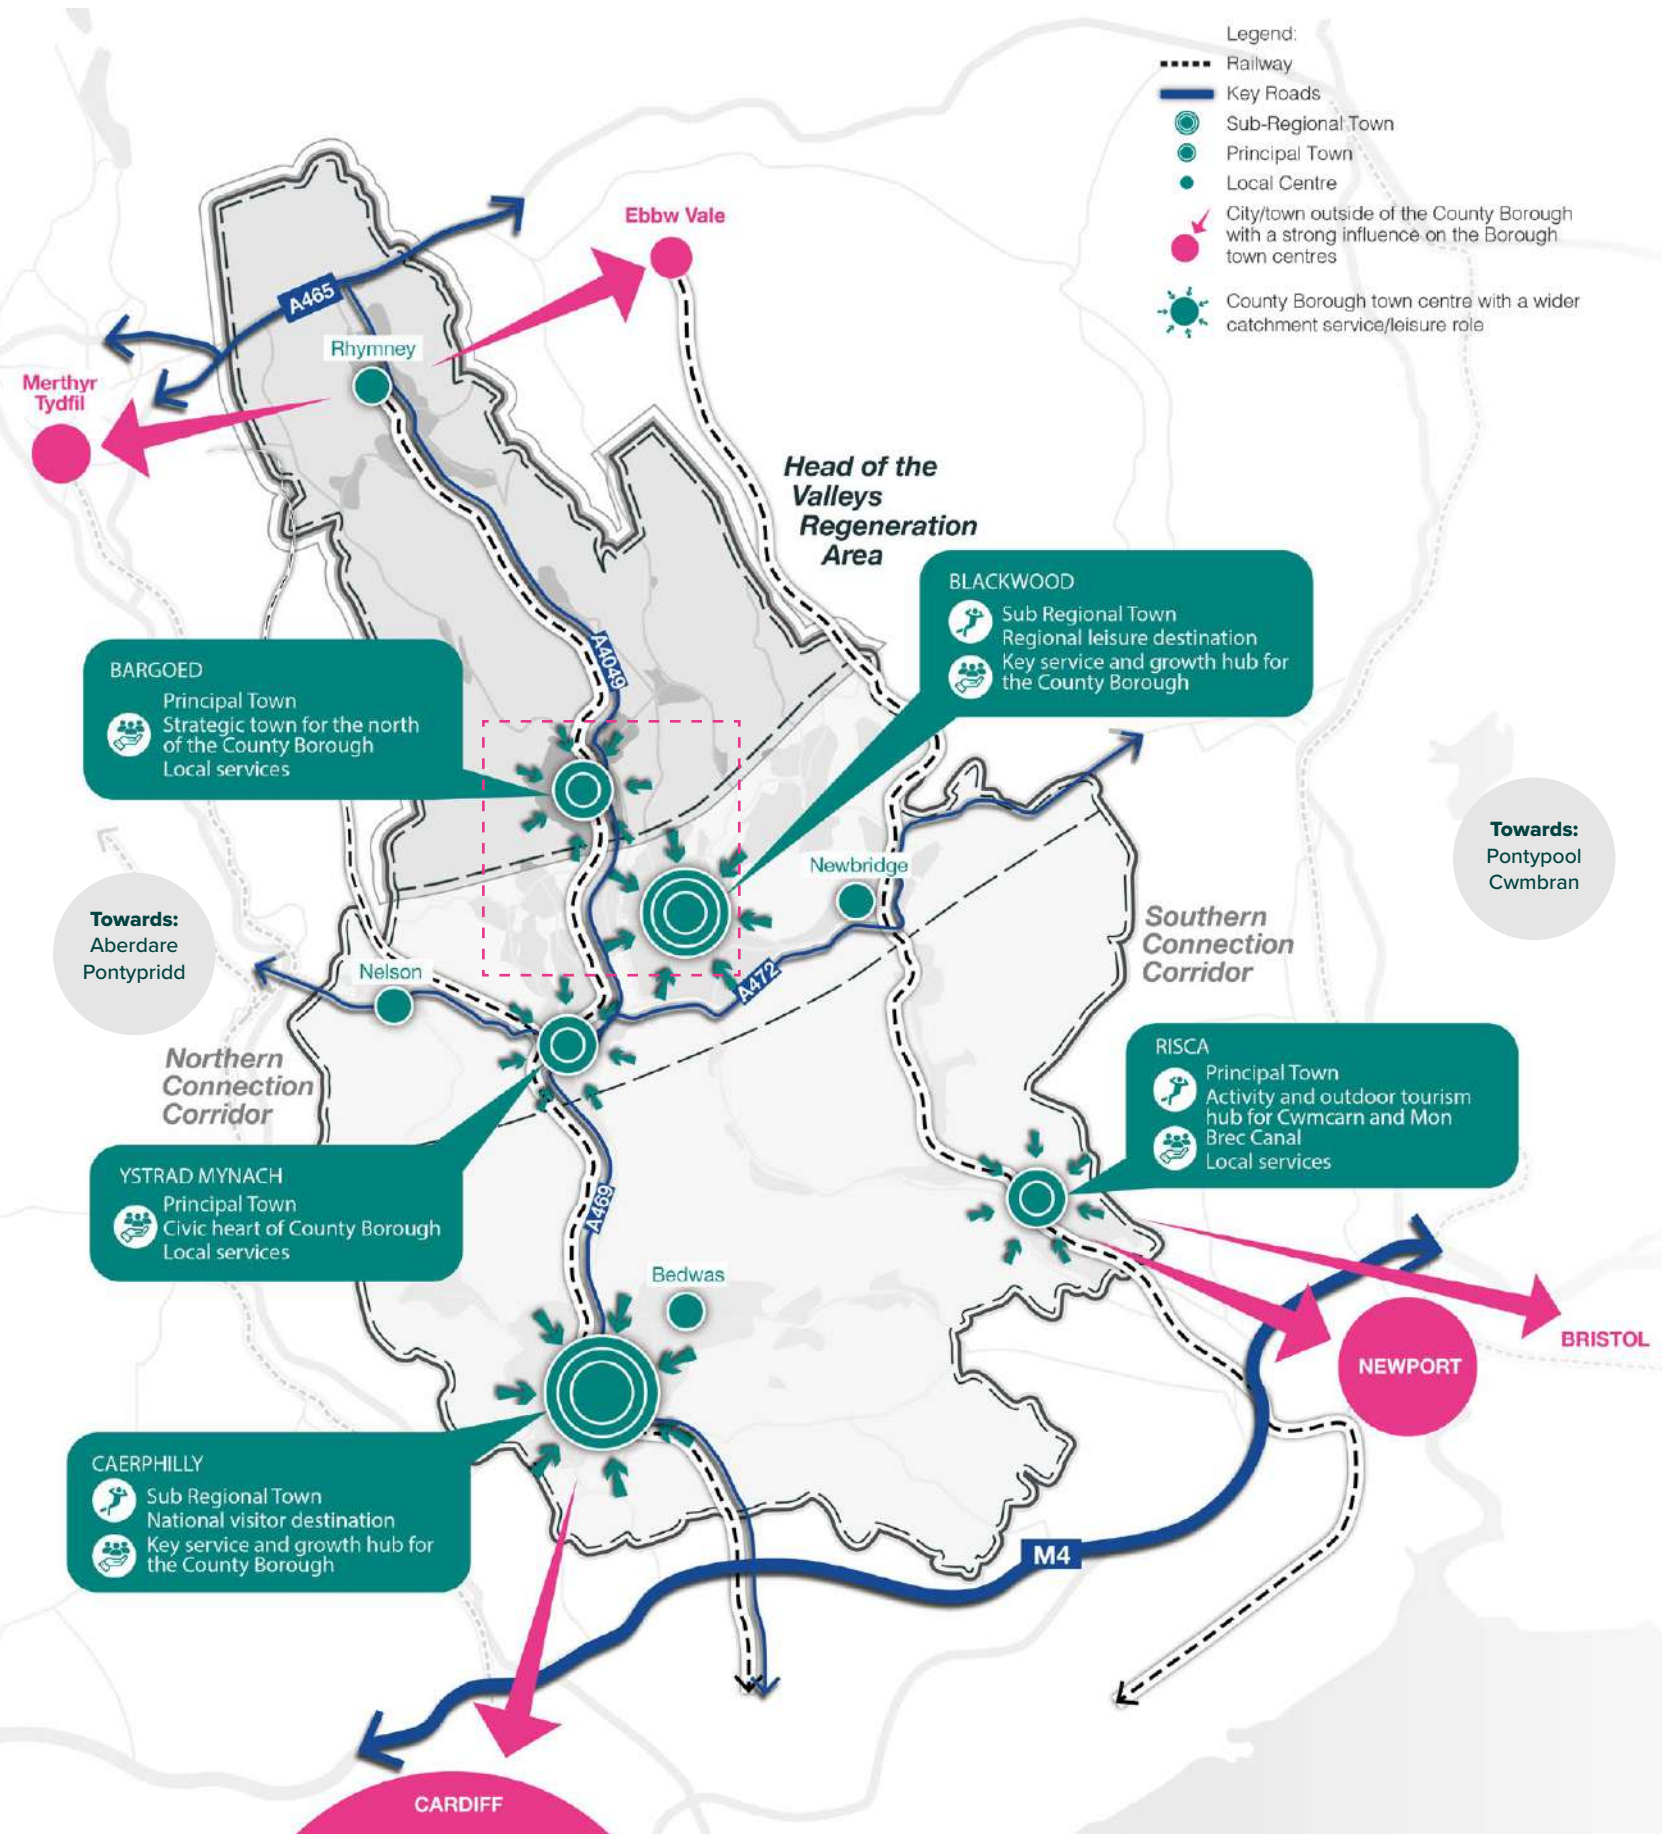 Legend:
Railway
Key Roads
Sub-Regional Town
Principal Town
Local Centre
City/town outside of the County Borough
with a strong influence on the Borough
town centres
County Borough town centre with a wider
catchment service/leisure role
Ebbw Vale
A465
Rhymney
Merthyr
Tydfil
Head of the
Valleys
Regeneration
Area
BLACKWOOD
Sub Regional Town
Regional leisure destination
Key service and growth hub for
the County Borough
A4049
BARGOED
Principal Town
Strategic town for the north
of the County Borough
Local services
Towards:
Pontypool
Cwmbran
Newbridge
Towards:
Aberdare
Pontypridd
Southern
Connection
Corridor
Nelson
A472
Northern
Connection
Corridor
RISCA
Principal Town
Activity and outdoor tourism
hub for Cwmcarn and Mon
Brec Canal
Local services
YSTRAD MYNACH
Principal Town
Civic heart of County Borough
Local services
A469
Bedwas
BRISTOL
NEWPORT
CAERPHILLY
Sub Regional Town
National visitor destination
Key service and growth hub for
the County Borough
M4
CARDIFF